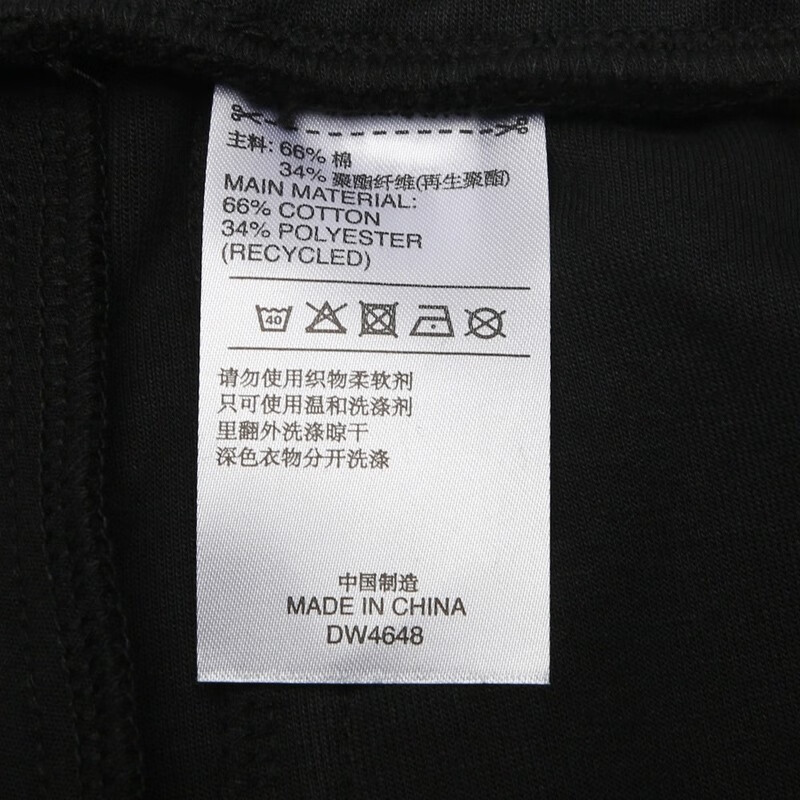 主料: 66% 棉
34% 聚酯纤维(再生聚酯)
MAIN MATERIAL:
66% COTTON
34% POLYESTER
(RECYCLED)
40
请勿使用织物柔软剂
只可使用温和洗涤剂
里翻外洗涤晾干
深色衣物分开洗涤
中国制造
MADE IN CHINA
DW4648